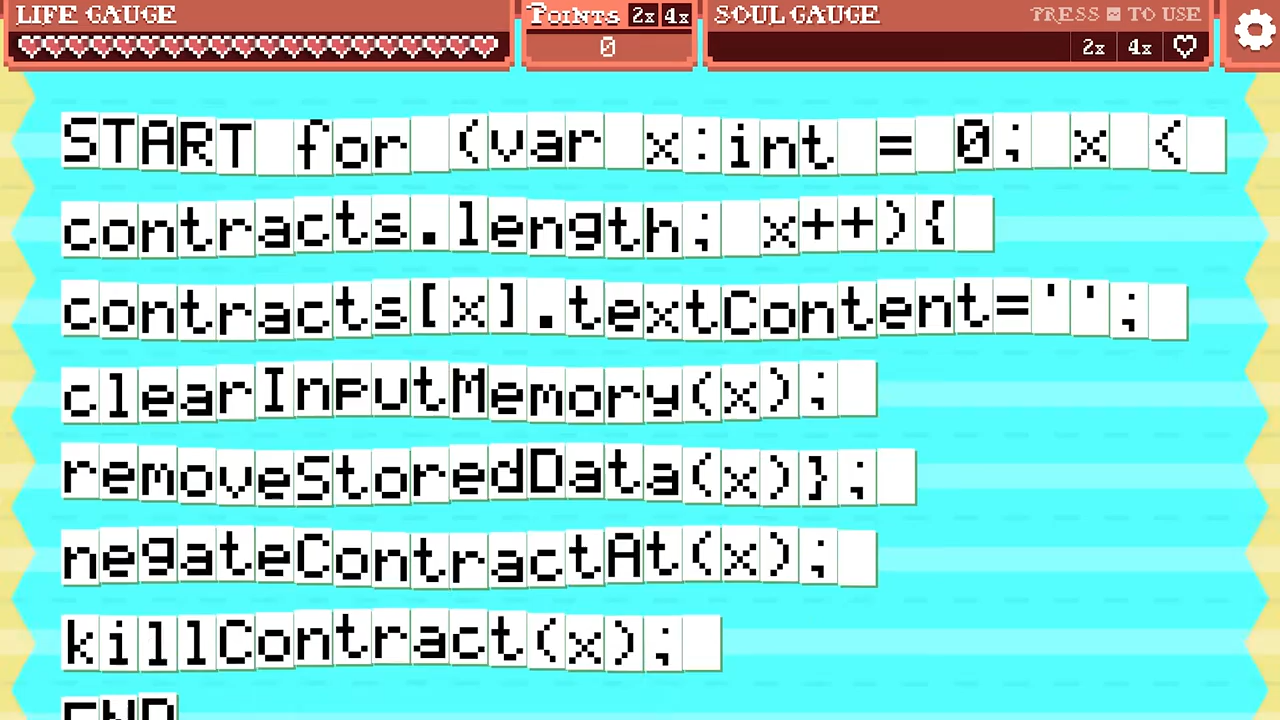 LIFE GAUGE
POINTS 2x 4x
0
SOUL GAUGE
PRESS TO USE
2x 4x
START for (var x:int = 0; x <
contracts.length; x++){
contracts[x].textContent='';
clearInputMemory(x);
removeStoredData(x)};
negateContractAt(x);
killContract(x);
END